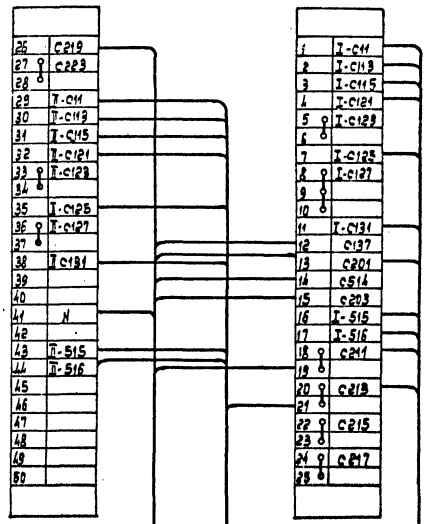 26 C219
27 C223
28
29 II-C11
30 II-C113
31 II-C115
32 II-C121
33 II-C123
34
35 I-C125
36 II-C127
37
38 II C131
39
40
41 N
42
43 II-515
44 II-516
45
46
47
48
49
50
1 I-C11
2 I-C113
3 I-C115
4 I-C121
5 I-C123
6
7 I-C125
8 I-C127
9
10
11 I-C131
12 C137
13 C201
14 C514
15 C203
16 I-515
17 I-516
18 C211
19
20 C213
21
22 C215
23
24 C217
25